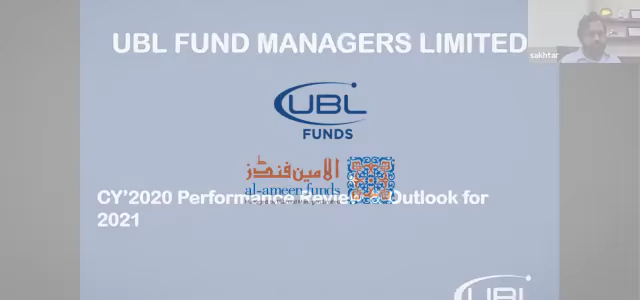 UBL FUND MANAGERS LIMITED
sakhtar
UBL
FUNDS
الامین فنڈز
al-ameen funds
CY'2020 Performance Review & Outlook for
2021
UBL